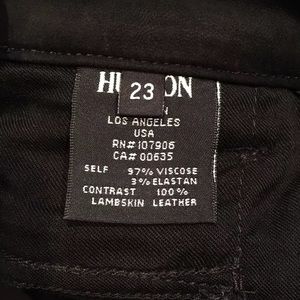 HU ON
23
LOS ANGELES
USA
RN# 107906
CA# 00635
SELF 97% VISCOSE
3% ELASTAN
CONTRAST 100%
LAMBSKIN LEATHER